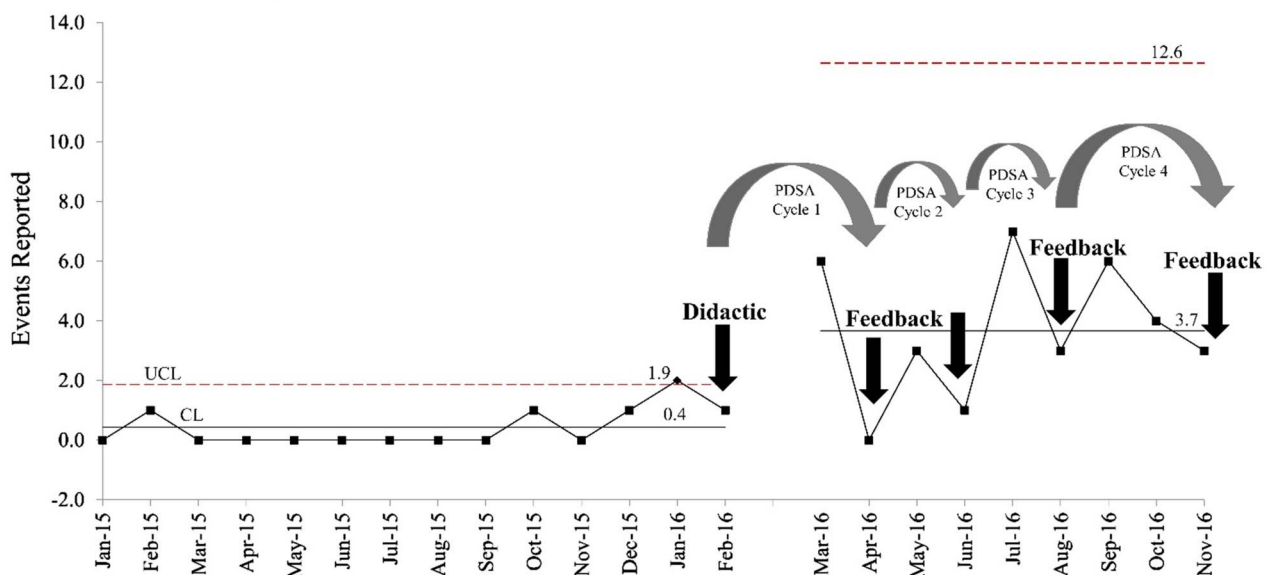 14.0
12.0
10.0
8.0
6.0
4.0
2.0
0.0
-2.0
Events Reported
12.6
PDSA
Cycle 1
PDSA
Cycle 2
PDSA
Cycle 3
PDSA
Cycle 4
Didactic
Feedback
Feedback
Feedback
UCL
1.9
CL
0.4
3.7
Jan-15
Feb-15
Mar-15
Apr-15
May-15
Jun-15
Jul-15
Aug-15
Sep-15
Oct-15
Nov-15
Dec-15
Jan-16
Feb-16
Mar-16
Apr-16
May-16
Jun-16
Jul-16
Aug-16
Sep-16
Oct-16
Nov-16